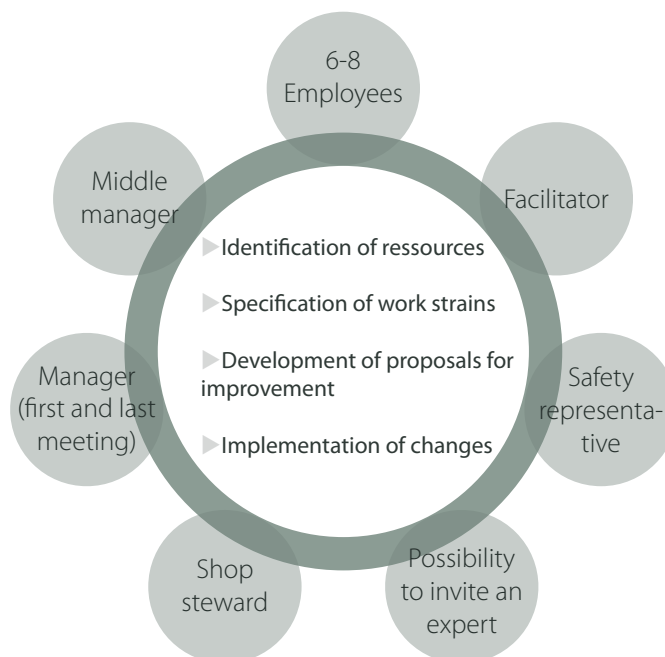 6-8
Employees
Middle
manager
Facilitator
▶Identification of ressources
▶Specification of work strains
▶Development of proposals for
improvement
▶Implementation of changes
Manager
(first and last
meeting)
Safety
representa-
tive
Shop
steward
Possibility
to invite an
expert